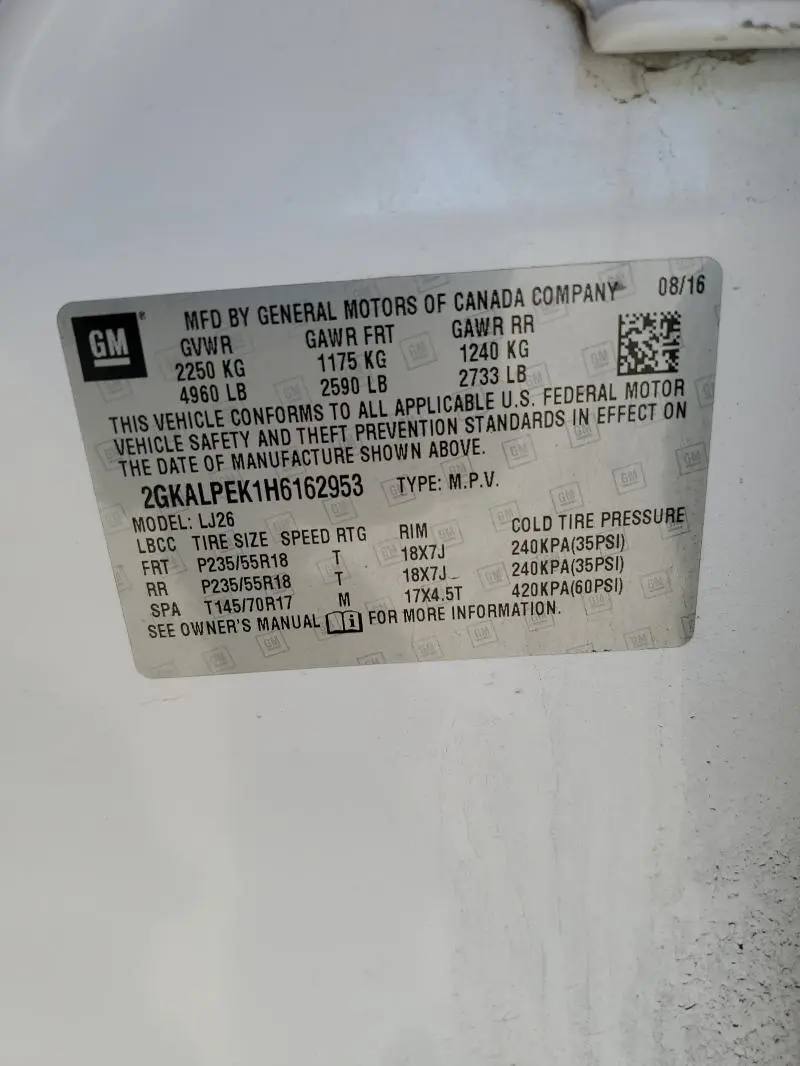 GM ® MFD BY GENERAL MOTORS OF CANADA COMPANY 08/16
GVWR GAWR FRT GAWR RR
2250 KG 1175 KG 1240 KG
4960 LB 2590 LB 2733 LB
THIS VEHICLE CONFORMS TO ALL APPLICABLE U.S. FEDERAL MOTOR
VEHICLE SAFETY AND THEFT PREVENTION STANDARDS IN EFFECT ON
THE DATE OF MANUFACTURE SHOWN ABOVE.
2GKALPEK1H6162953 TYPE: M.P.V.
MODEL: LJ26
LBCC TIRE SIZE SPEED RTG RIM COLD TIRE PRESSURE
FRT P235/55R18 T 18X7J 240KPA(35PSI)
RR P235/55R18 T 18X7J 240KPA(35PSI)
SPA T145/70R17 M 17X4.5T 420KPA(60PSI)
SEE OWNER'S MANUAL FOR MORE INFORMATION.